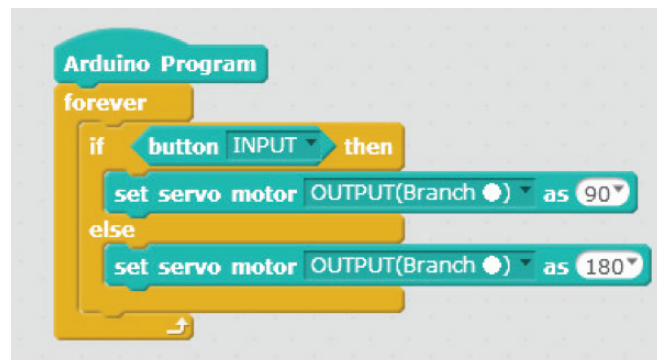 Arduino Program
forever
if button INPUT then
set servo motor OUTPUT(Branch ●) as 90
else
set servo motor OUTPUT(Branch ●) as 180